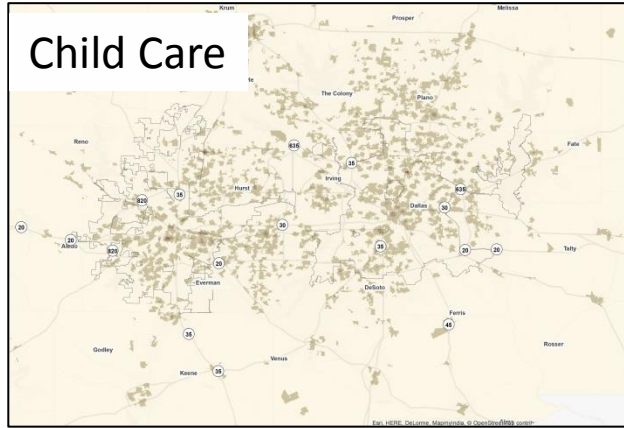 Krum
Melissa
Prosper
Child Care
The Colony
Plano
Reno
635
Fate
35
Irving
Hurst
35
635
820
Dallas
30
30
20
20
Aledo
820
35
20
20
Talty
20
Everman
DeSoto
Ferris
45
35
Rosser
Godley
Venus
Keene
35
Esri, HERE, DeLorme, MapmyIndia, © OpenStreetMap contri